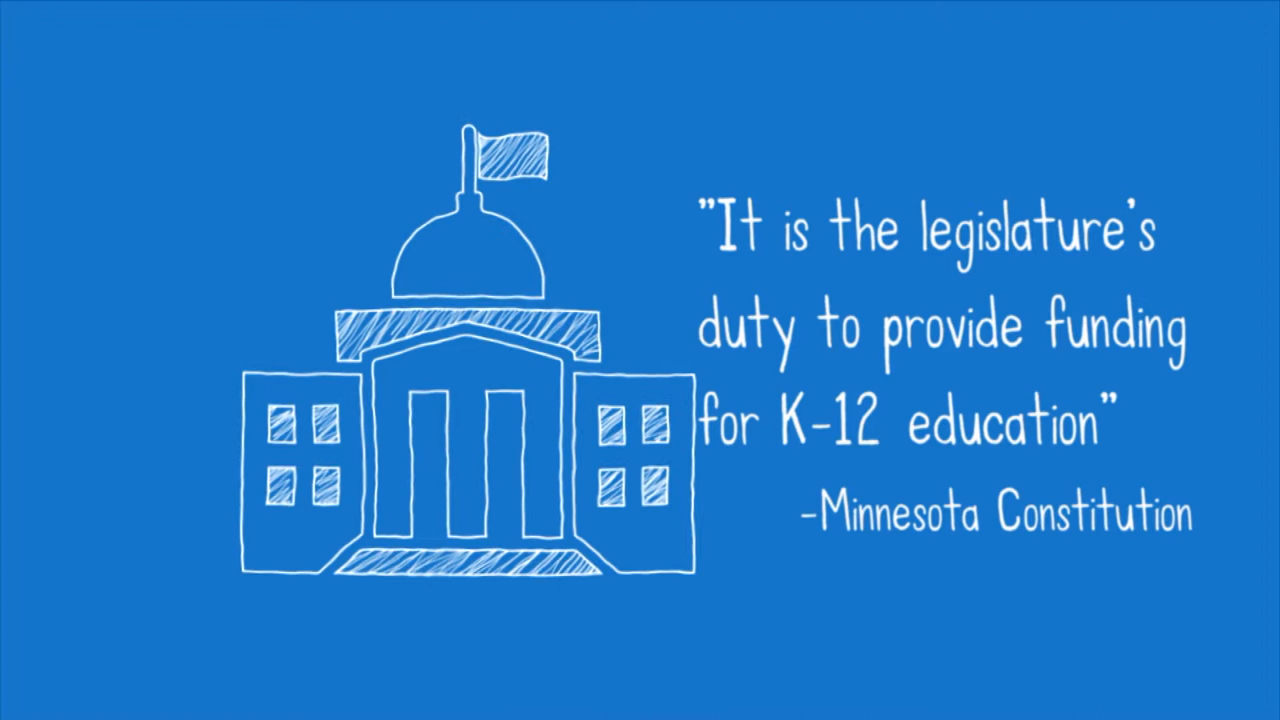 "It is the legislature's
duty to provide funding
for K-12 education"
-Minnesota Constitution